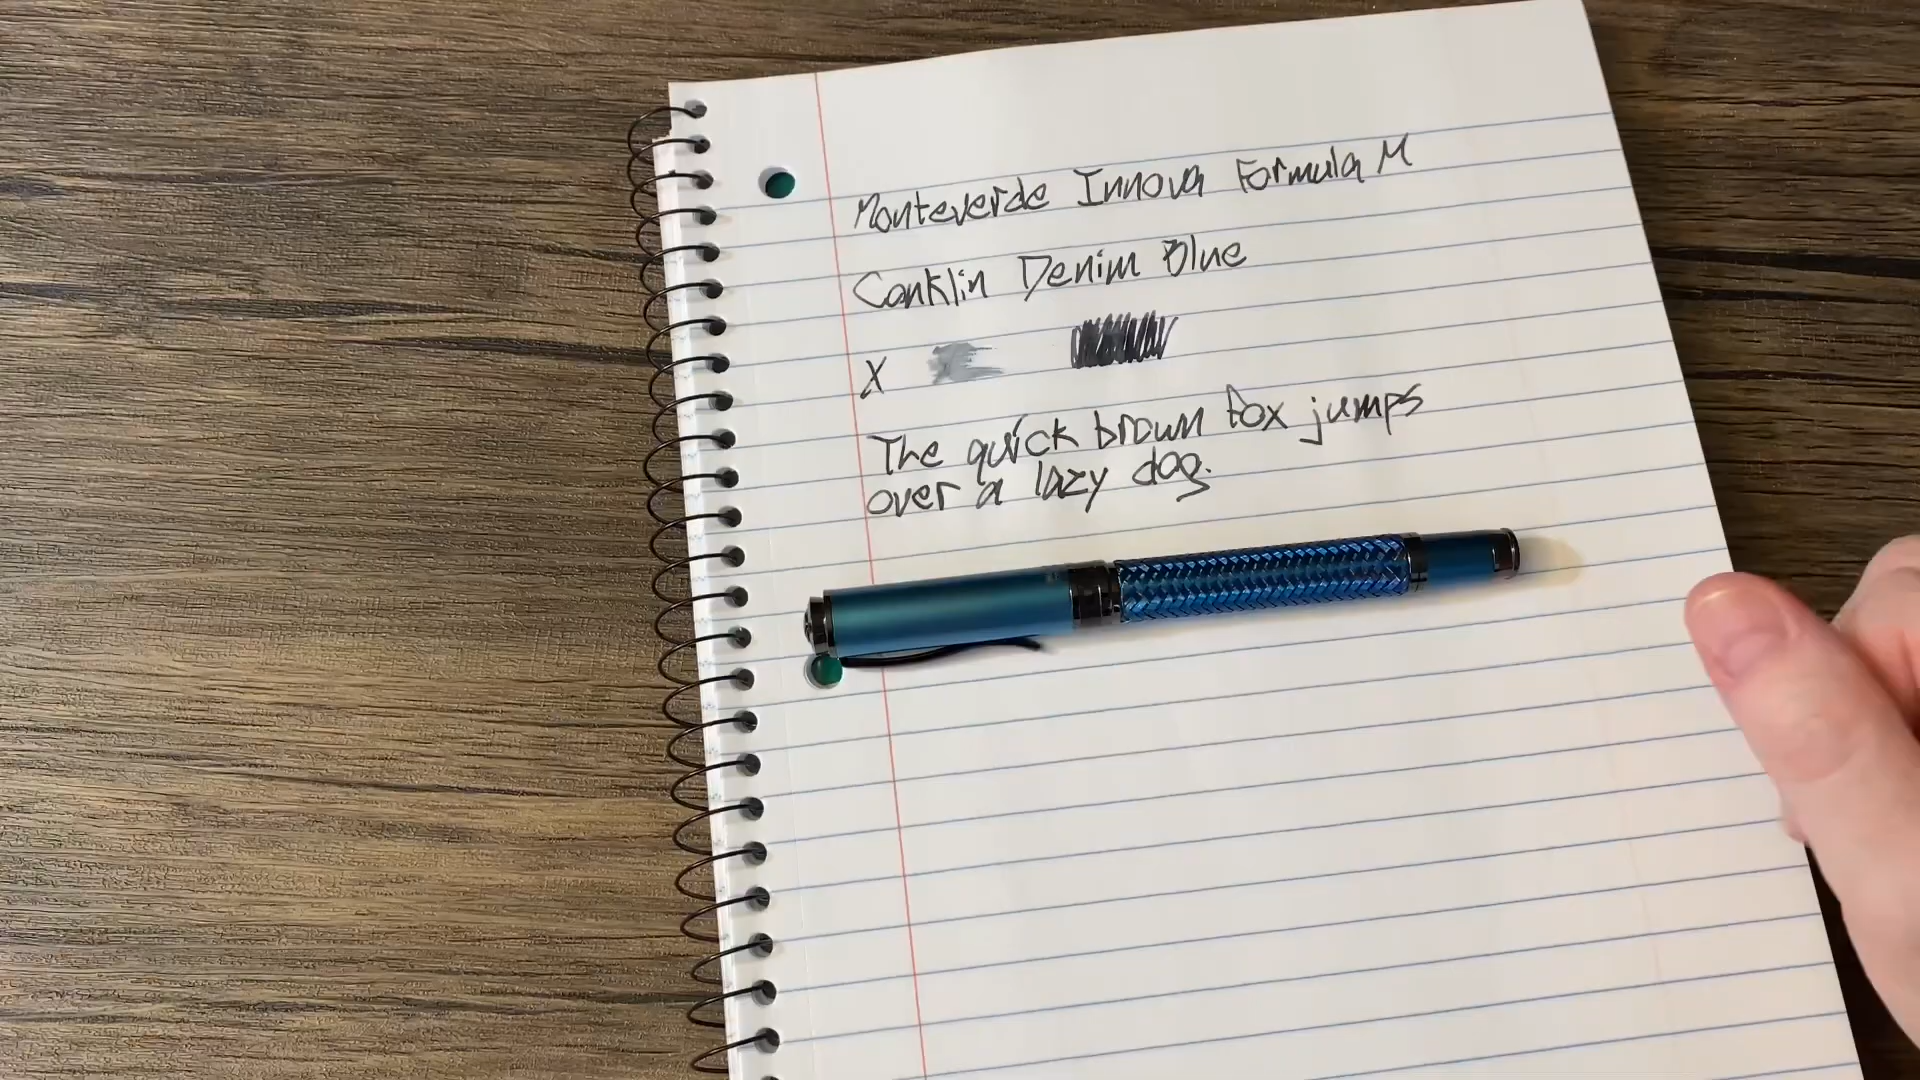 Monteverde Innova Formula M
Conklin Denim Blue
X
The quick brown fox jumps
over a lazy dog.